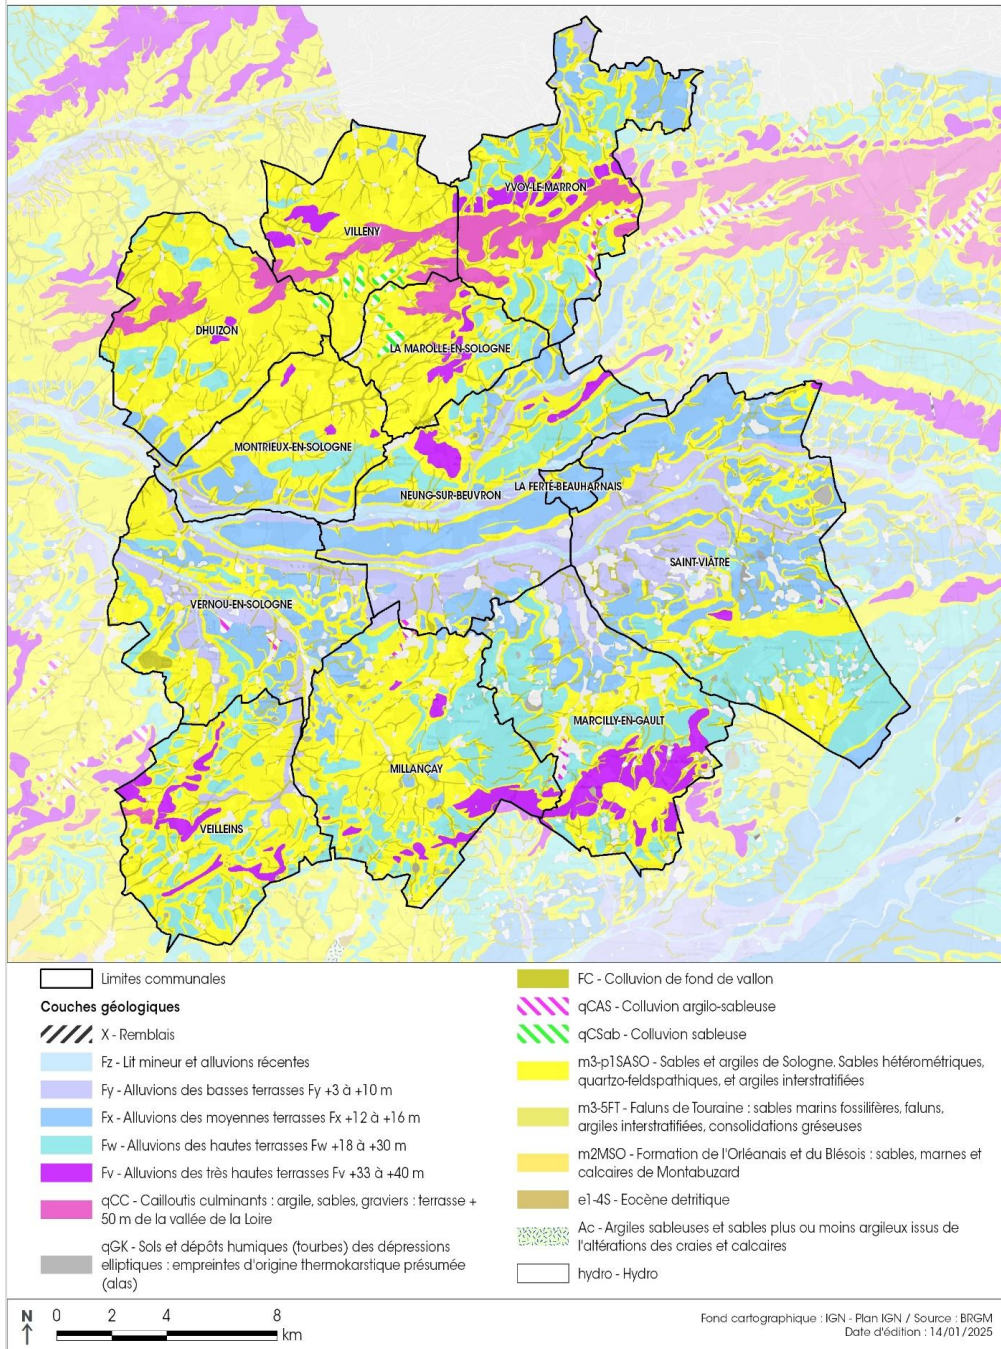 YVOY-LE-MARRON
VILLENY
DHUIZON
LA MAROLLE-EN-SOLOGNE
MONTRIEUX-EN-SOLOGNE
NEUNG-SUR-BEUVRON
LA FERTÉ-BEAUHARNAIS
SAINT-VIÂTRE
VERNOU-EN-SOLOGNE
MARCILLY-EN-GAULT
MILLANÇAY
VEILLEINS
Limites communales
Couches géologiques
X - Remblais
Fz - Lit mineur et alluvions récentes
Fy - Alluvions des basses terrasses Fy +3 à +10 m
Fx - Alluvions des moyennes terrasses Fx +12 à +16 m
Fw - Alluvions des hautes terrasses Fw +18 à +30 m
Fv - Alluvions des très hautes terrasses Fv +33 à +40 m
qCC - Cailloutis culminants : argile, sables, graviers : terrasse +
50 m de la vallée de la Loire
qGK - Sols et dépôts humiques (tourbes) des dépressions
elliptiques : empreintes d'origine thermokarstique présumée
(alas)
FC - Colluvion de fond de vallon
qCAS - Colluvion argilo-sableuse
qCSab - Colluvion sableuse
m3-p1SASO - Sables et argiles de Sologne. Sables hétérométriques,
quartzo-feldspathiques, et argiles interstratifiées
m3-5FT - Faluns de Touraine : sables marins fossilifères, faluns,
argiles interstratifiées, consolidations gréseuses
m2MSO - Formation de l'Orléanais et du Blésois : sables, marnes et
calcaires de Montabuzard
e1-4S - Eocène detritique
Ac - Argiles sableuses et sables plus ou moins argileux issus de
l'altérations des craies et calcaires
hydro - Hydro
N 0 2 4 8
km
Fond cartographique : IGN - Plan IGN / Source : BRGM
Date d'édition : 14/01/2025